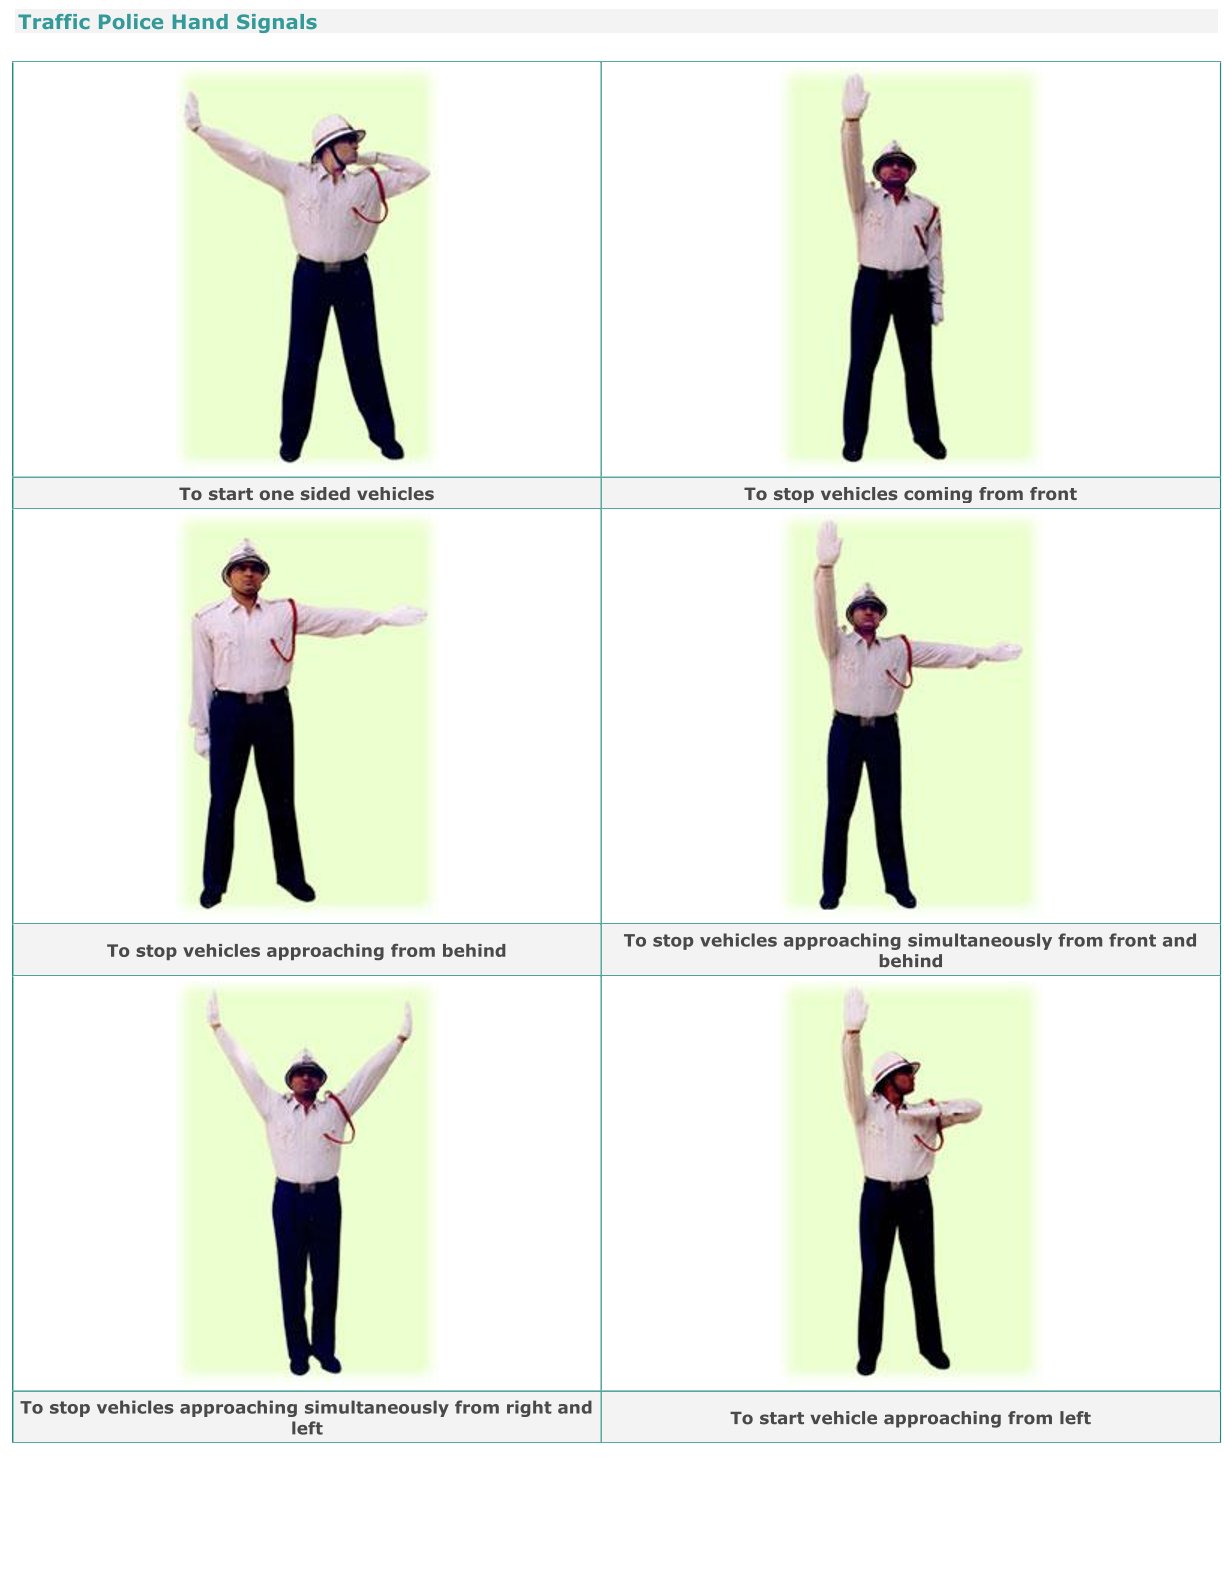 Traffic Police Hand Signals
To start one sided vehicles
To stop vehicles coming from front
To stop vehicles approaching from behind
To stop vehicles approaching simultaneously from front and
behind
To stop vehicles approaching simultaneously from right and
left
To start vehicle approaching from left